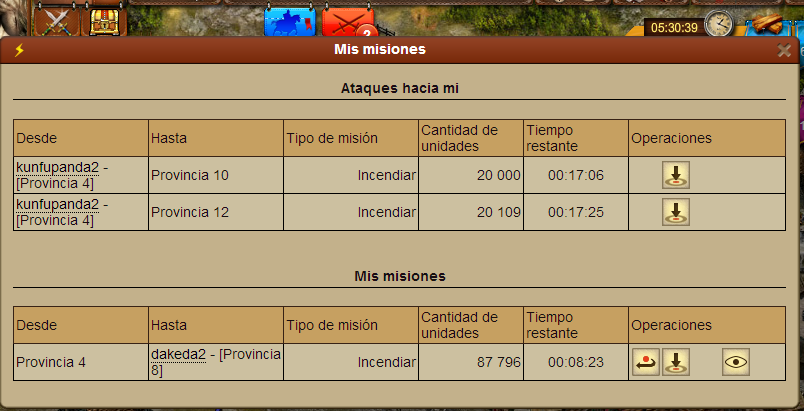 05:30:39
2
Mis misiones
Ataques hacia mi
Desde Hasta Tipo de misión Cantidad de unidades Tiempo restante Operaciones
kunfupanda2 - [Provincia 4] Provincia 10 Incendiar 20 000 00:17:06
kunfupanda2 - [Provincia 4] Provincia 12 Incendiar 20 109 00:17:25
Mis misiones
Desde Hasta Tipo de misión Cantidad de unidades Tiempo restante Operaciones
Provincia 4 dakeda2 - [Provincia 8] Incendiar 87 796 00:08:23